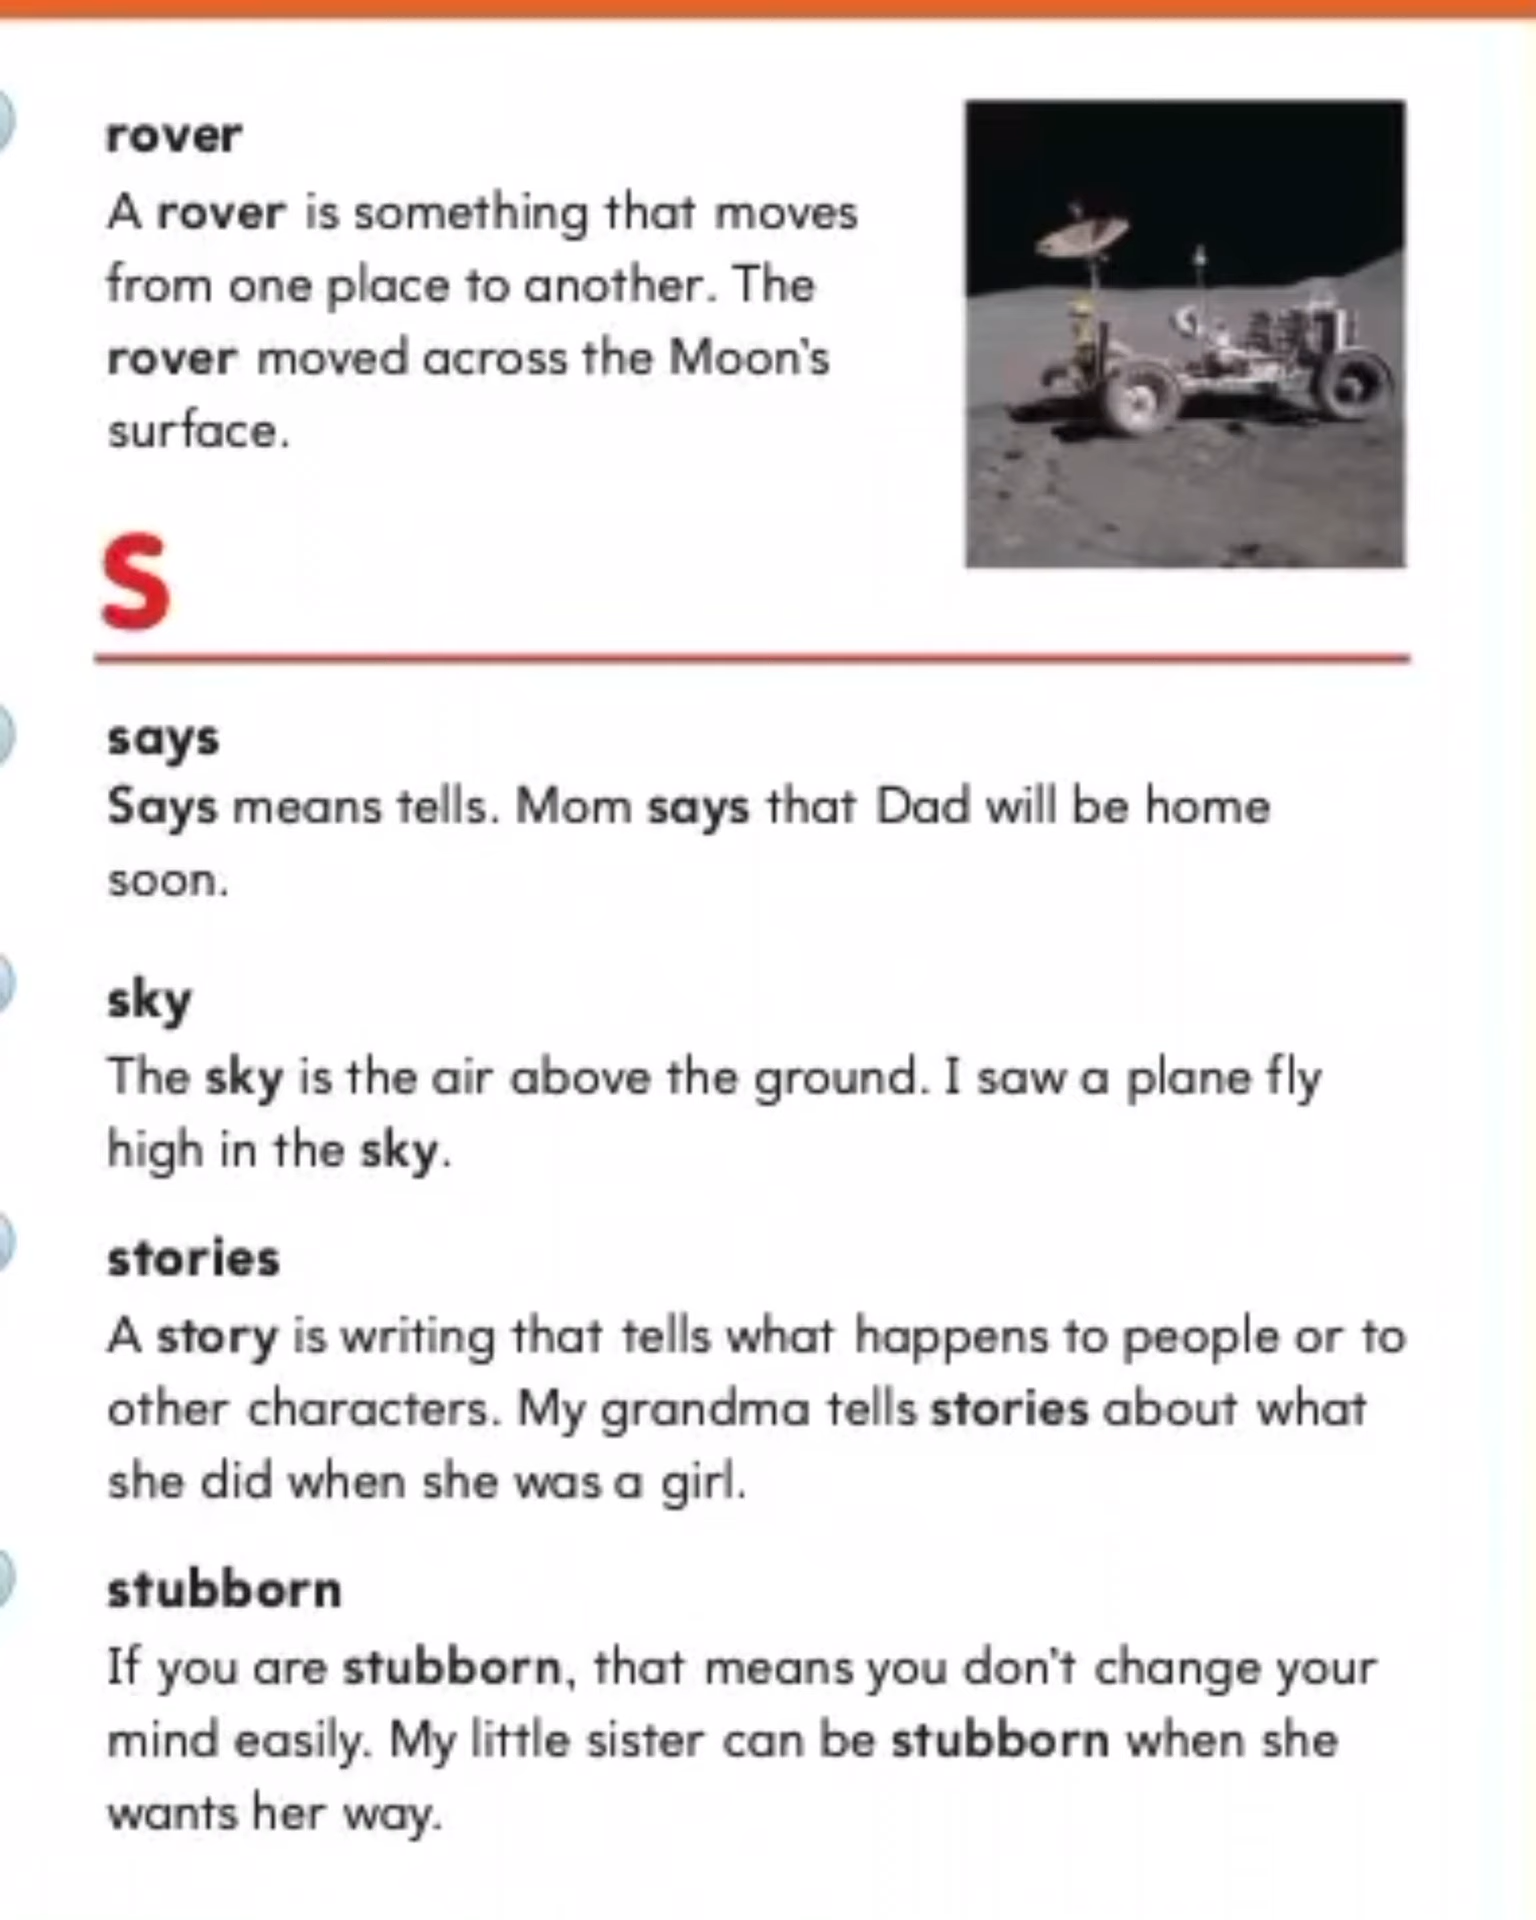 rover
A rover is something that moves
from one place to another. The
rover moved across the Moon's
surface.
S
says
Says means tells. Mom says that Dad will be home
soon.
sky
The sky is the air above the ground. I saw a plane fly
high in the sky.
stories
A story is writing that tells what happens to people or to
other characters. My grandma tells stories about what
she did when she was a girl.
stubborn
If you are stubborn, that means you don't change your
mind easily. My little sister can be stubborn when she
wants her way.